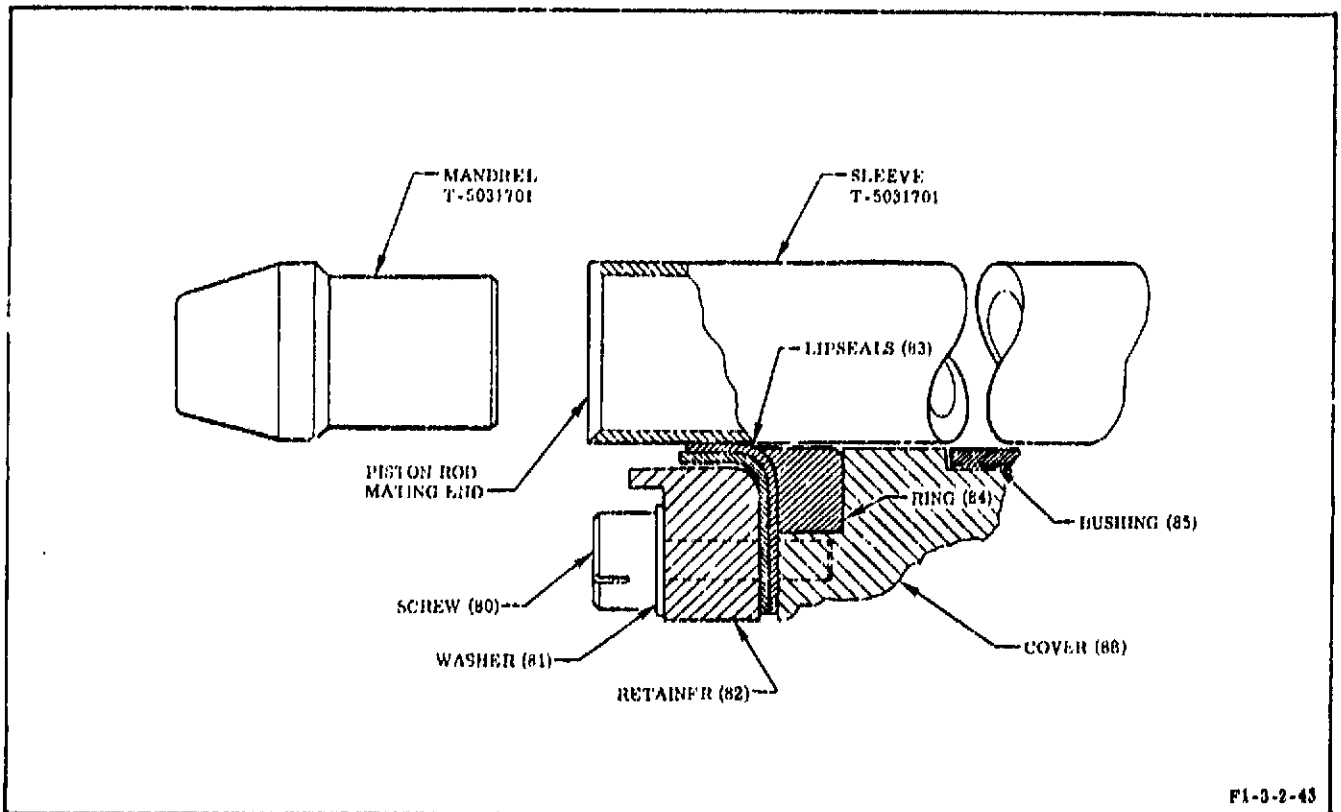 MANDREL
T-5031701
SLEEVE
T-5031701
LIPSEALS (83)
PISTON ROD
MATING END
RING (84)
BUSHING (85)
SCREW (80)
WASHER (81)
COVER (86)
RETAINER (82)
F1-3-2-43